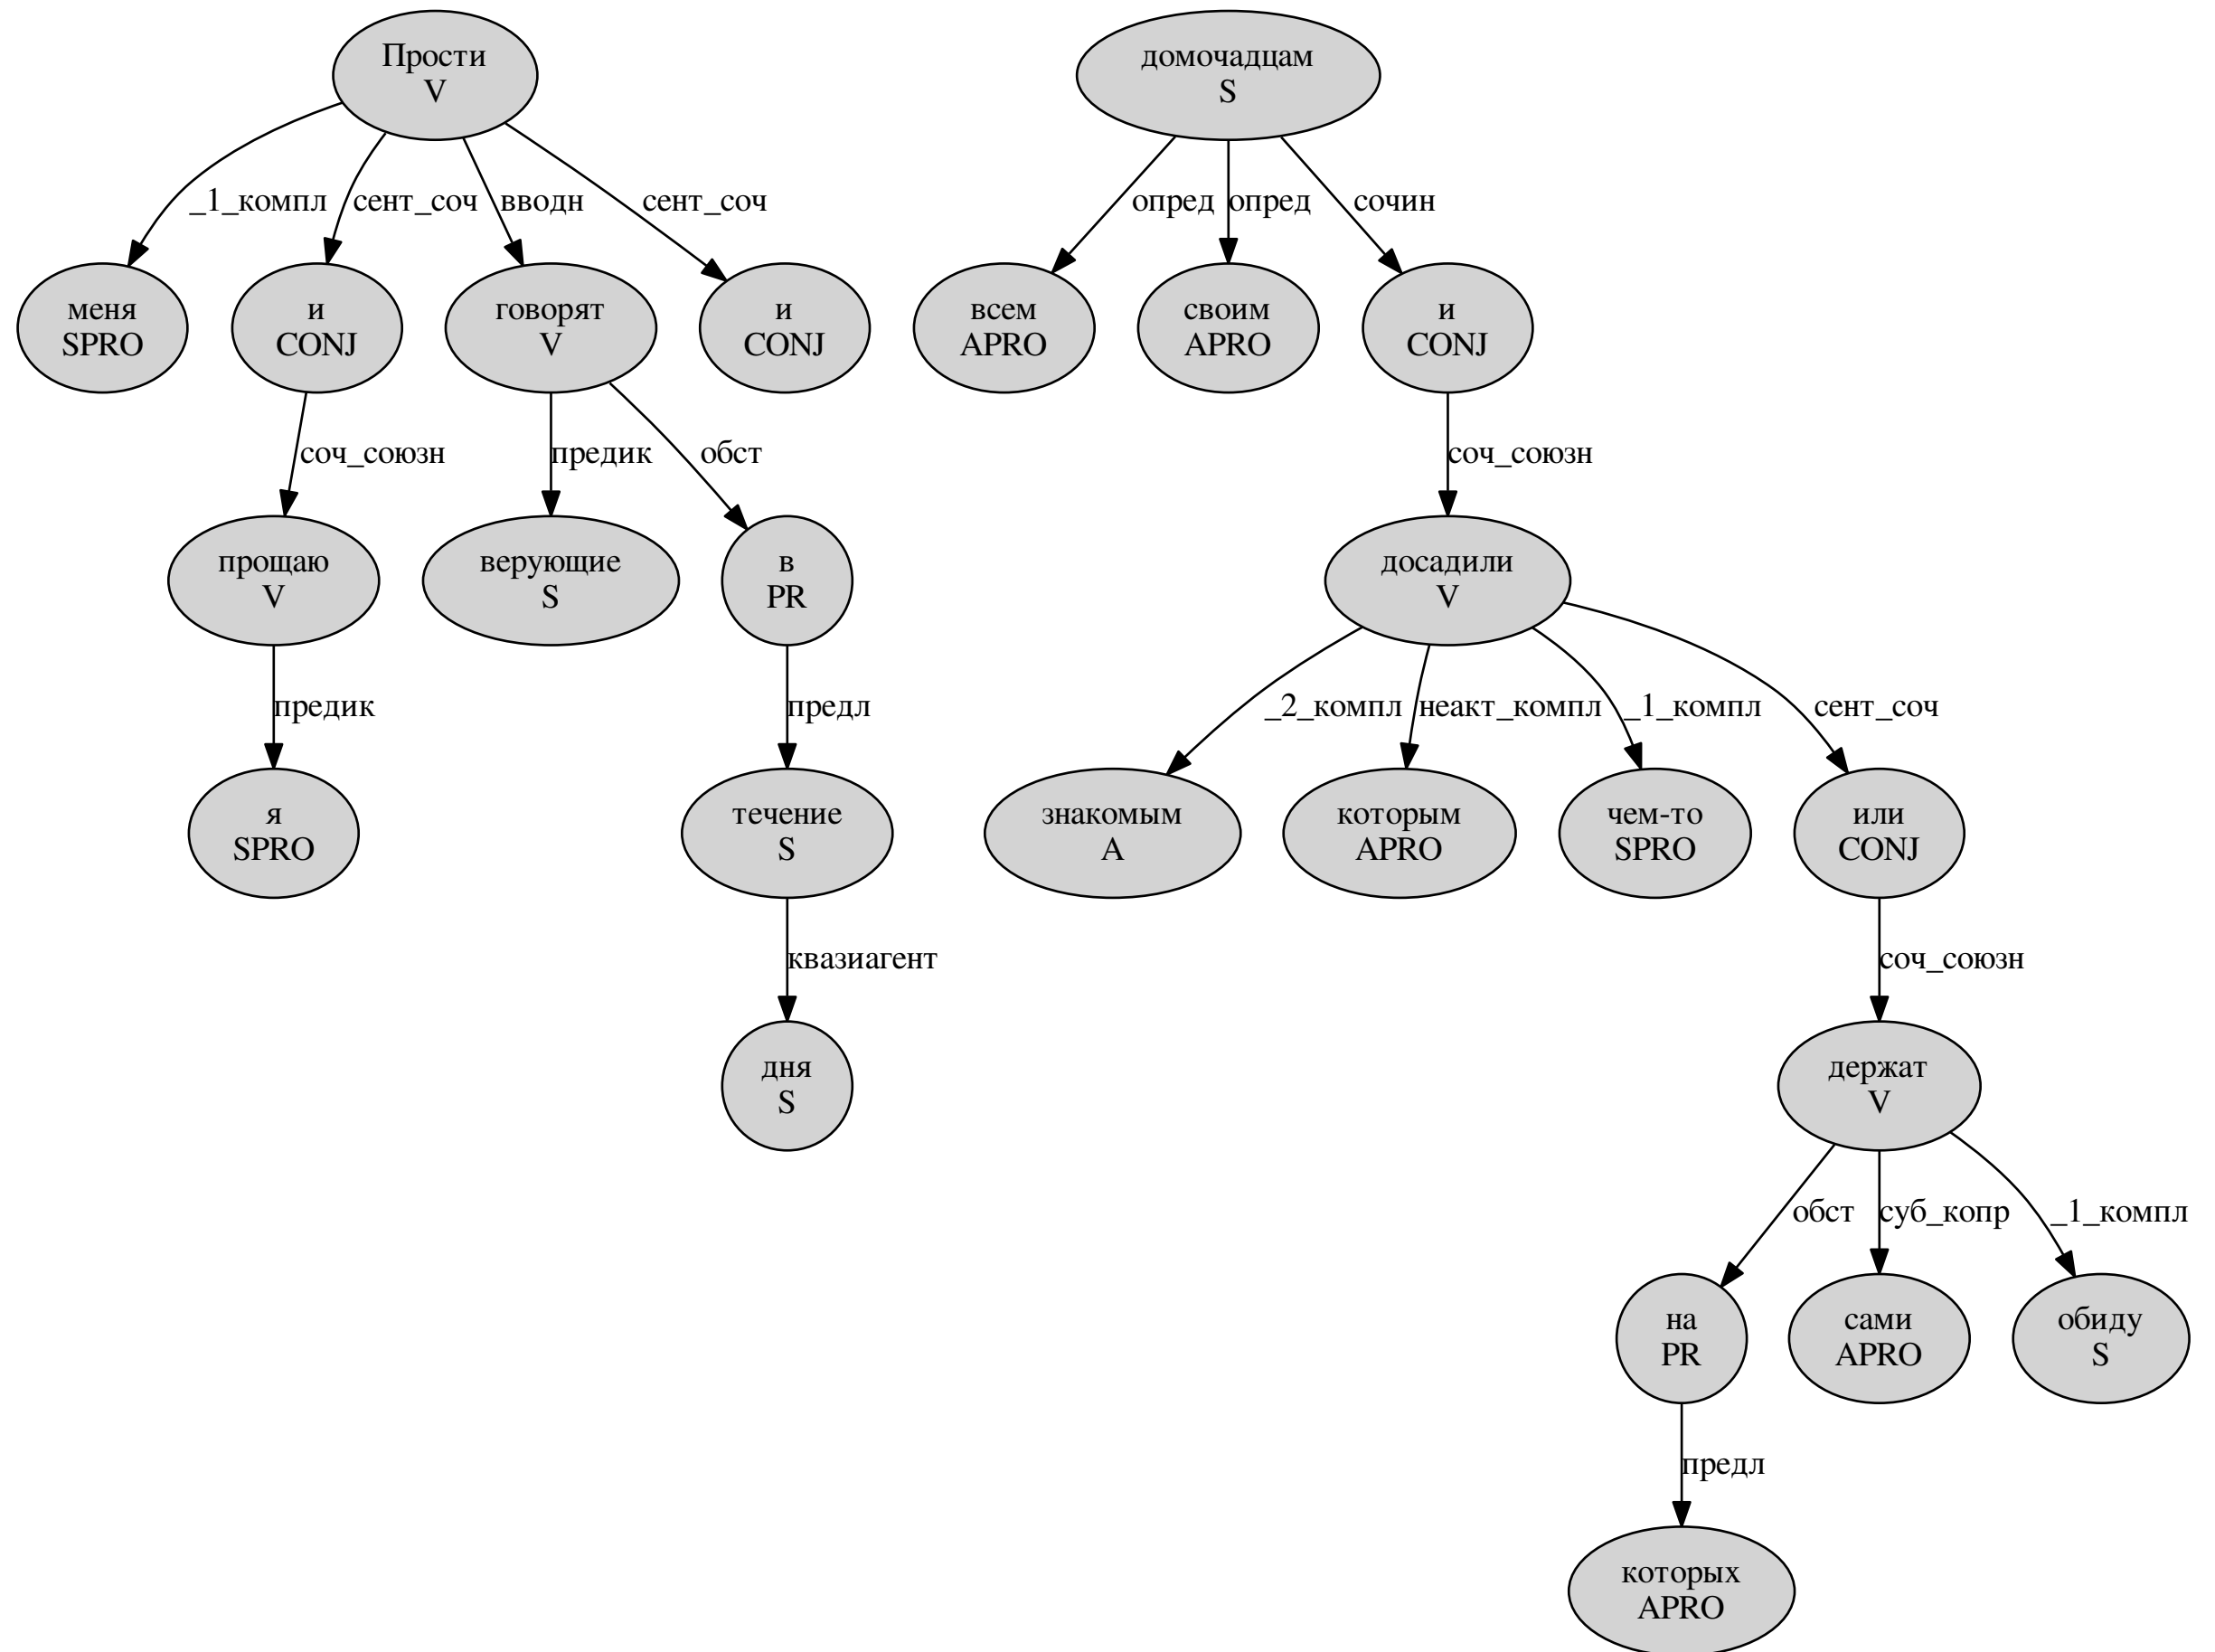 Прости
V
домочадцам
S
_1_компл
сент_соч
вводн
сент_соч
опред
опред
сочин
меня
SPRO
и
CONJ
говорят
V
и
CONJ
всем
APRO
своим
APRO
и
CONJ
соч_союзн
предик
обст
соч_союзн
прощаю
V
верующие
S
в
PR
досадили
V
предик
предл
_2_компл
неакт_компл
_1_компл
сент_соч
я
SPRO
течение
S
знакомым
A
которым
APRO
чем-то
SPRO
или
CONJ
квазиагент
соч_союзн
дня
S
держат
V
обст
суб_копр
_1_компл
на
PR
сами
APRO
обиду
S
предл
которых
APRO